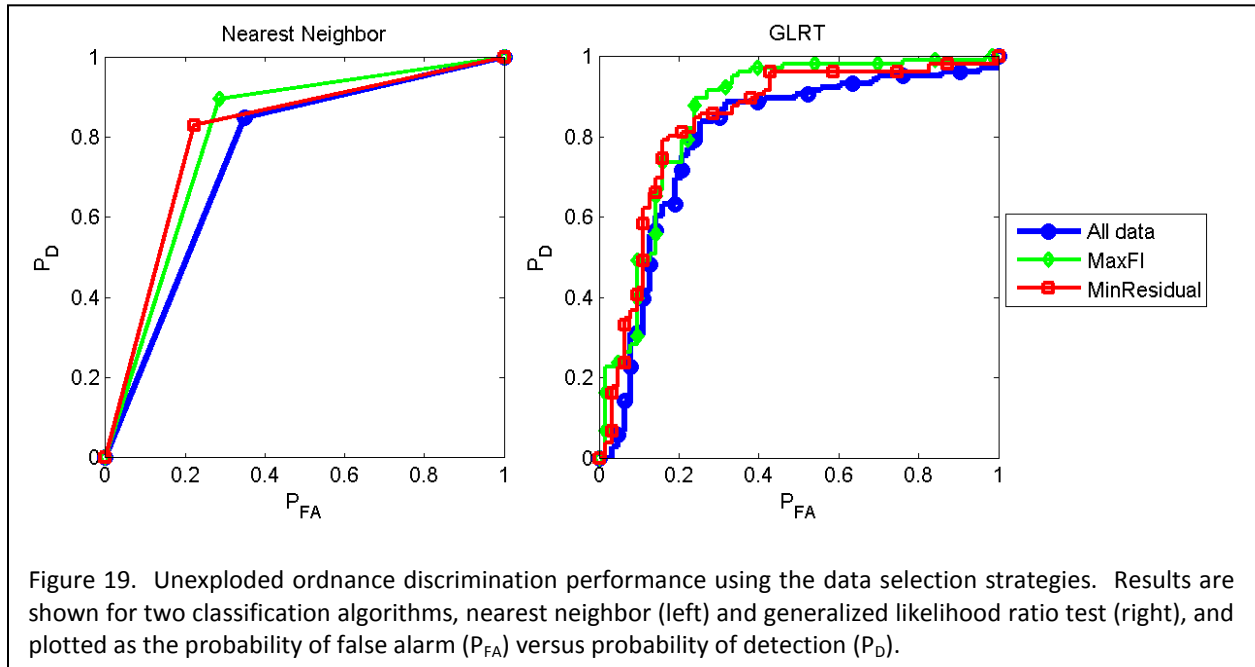 Nearest Neighbor
1
0.8
0.6
0.4
0.2
0
P_D
0 0.2 0.4 0.6 0.8 1
P_FA
GLRT
1
0.8
0.6
0.4
0.2
0
P_D
0 0.2 0.4 0.6 0.8 1
P_FA
All data
MaxFI
MinResidual
Figure 19. Unexploded ordnance discrimination performance using the data selection strategies. Results are
shown for two classification algorithms, nearest neighbor (left) and generalized likelihood ratio test (right), and
plotted as the probability of false alarm (P_FA) versus probability of detection (P_D).